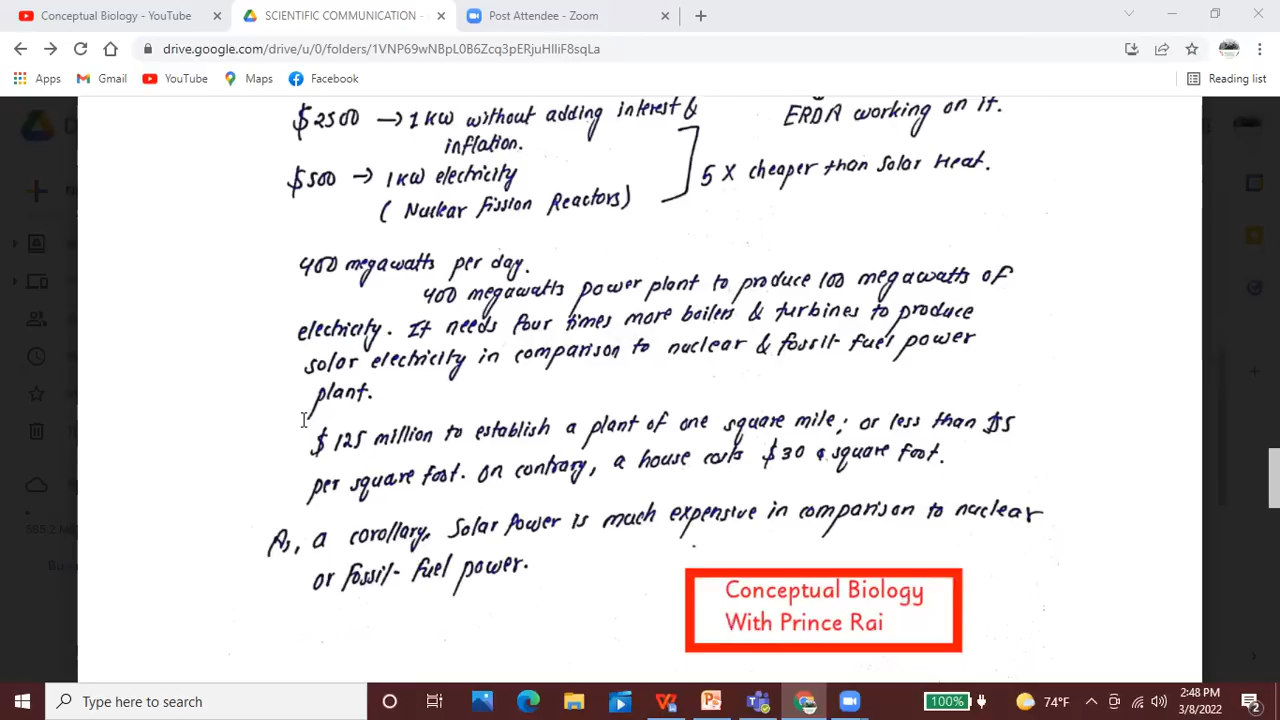 Conceptual Biology - YouTube
SCIENTIFIC COMMUNICATION -
Post Attendee - Zoom
drive.google.com/drive/u/0/folders/1VNP69wNBpL0B6Zcq3pERjuHIliF8sqLa
Apps
Gmail
YouTube
Maps
Facebook
Reading list
$2500 → 1 KW without adding interest &
inflation.
ERDA working on it.
$500 → 1 KW electricity
(Nuclear Fission Reactors)
5 X cheaper than Solar Heat.
400 megawatts per day.
400 megawatts power plant to produce 100 megawatts of
electricity. It needs four times more boilers & turbines to produce
solar electricity in comparison to nuclear & fossil-fuel power
plant.
$125 million to establish a plant of one square mile; or less than $5
per square foot. On contrary, a house costs $30 a square foot.
As, a corollary, Solar Power is much expensive in comparison to nuclear
or fossil-fuel power.
Conceptual Biology
With Prince Rai
Type here to search
100%
74°F
2:48 PM
3/8/2022
2